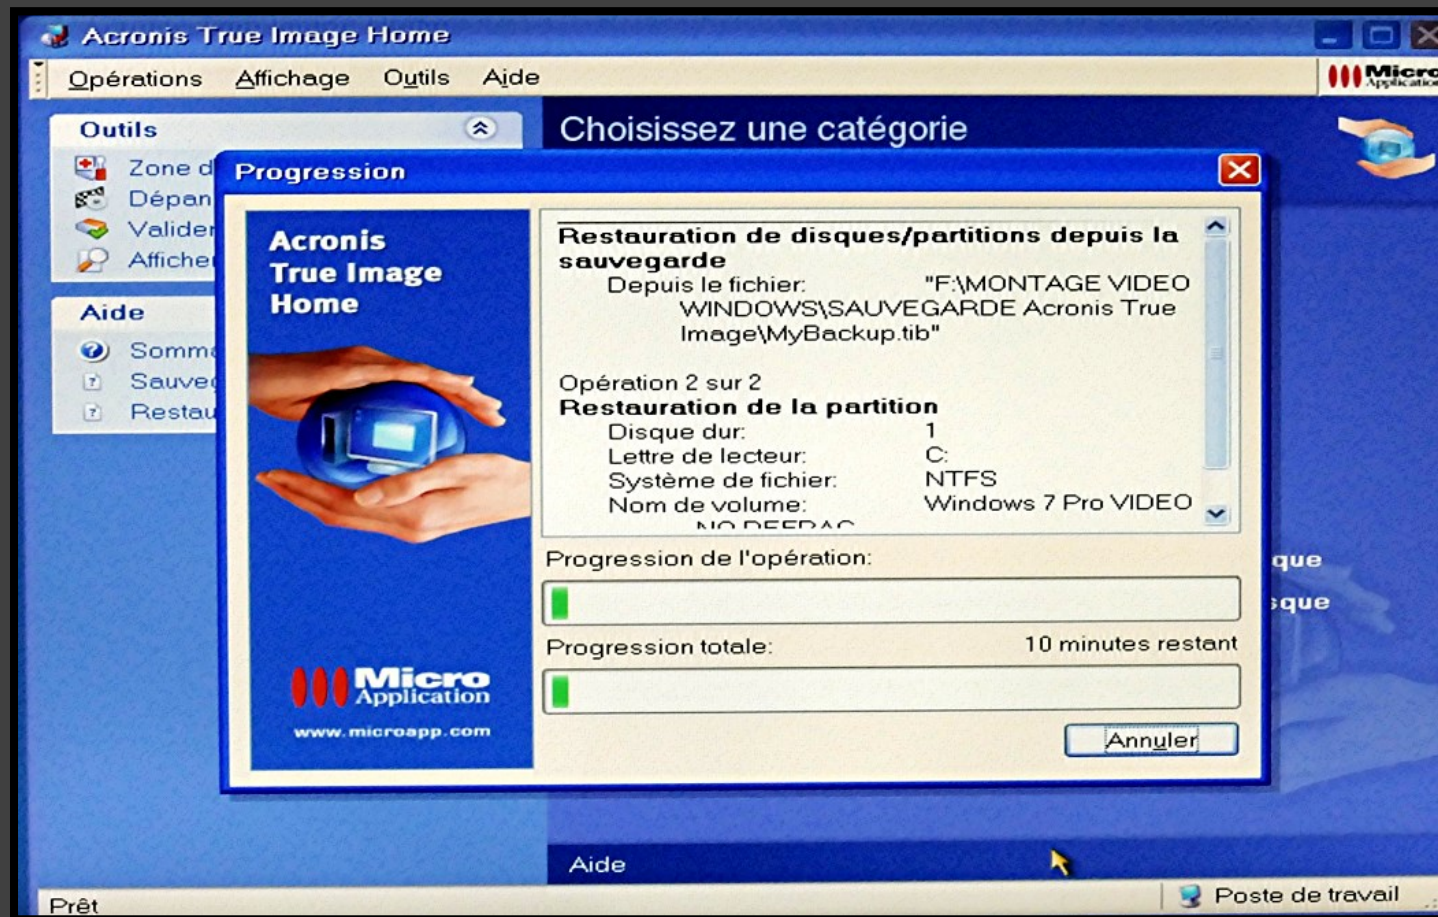 Acronis True Image Home
Opérations Affichage Outils Aide
Micro
Application
Outils
Choisissez une catégorie
Zone d
Dépan
Valider
Affiche
Aide
Somma
Sauve
Restau
Progression
Acronis
True Image
Home
Restauration de disques/partitions depuis la
sauvegarde
Depuis le fichier: "F:\MONTAGE VIDEO
WINDOWS\SAUVEGARDE Acronis True
Image\MyBackup.tib"
Opération 2 sur 2
Restauration de la partition
Disque dur: 1
Lettre de lecteur: C:
Système de fichier: NTFS
Nom de volume: Windows 7 Pro VIDEO
NO DEFRAG
Progression de l'opération:
Progression totale: 10 minutes restant
Micro
Application
www.microapp.com
Annuler
que
sque
Aide
Prêt
Poste de travail